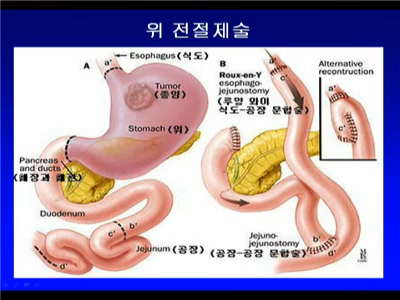 위 전절제술
Esophagus (식도)
A
a'
Tumor
(종양)
Stomach (위)
Pancreas
and ducts
(췌장과 췌관)
Duodenum
c'
b'
d'
Jejunum (공장)
B
Roux-en-Y
esophago-
jejunostomy
(루앙 와이
식도-공장 문합술)
a'
c'
Jejuno-
jejunostomy
(공장-공장 문합술)
b'
d'
Alternative
recontruction
a'
c'